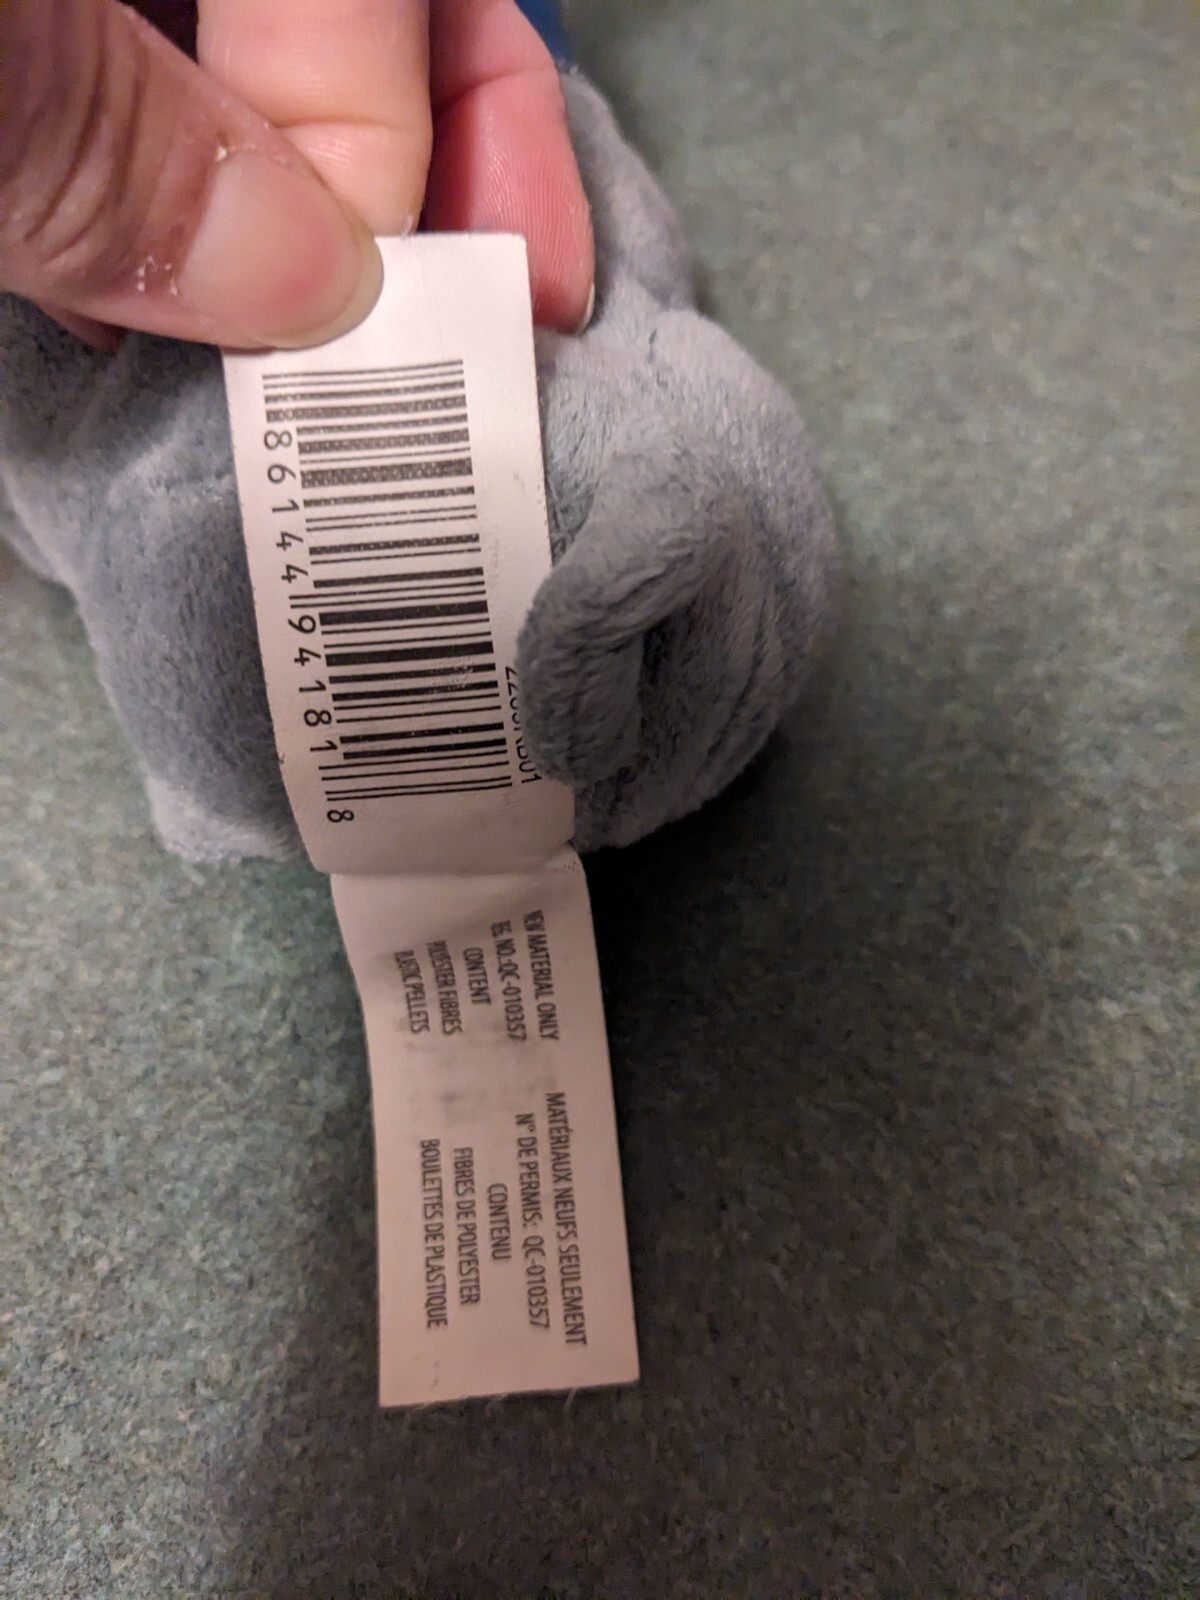 8 86144 94181 8
NEW MATERIAL ONLY
REG. NO.:QC-010357
CONTENT
POLYESTER FIBRES
PLASTIC PELLETS
MATÉRIAUX NEUFS SEULEMENT
N° DE PERMIS: QC-010357
CONTENU
FIBRES DE POLYESTER
BOULETTES DE PLASTIQUE